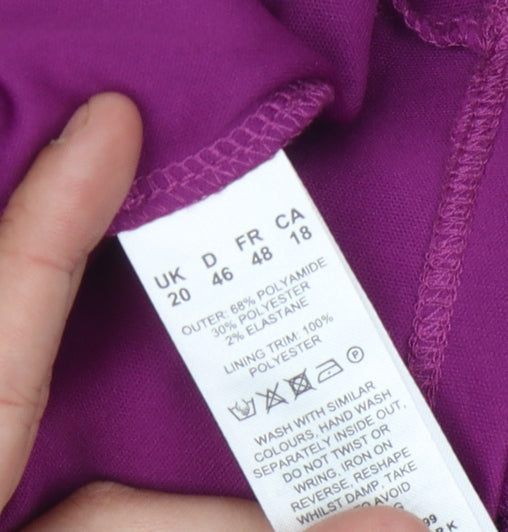 UK D FR CA
20 46 48 18
OUTER: 68% POLYAMIDE
30% POLYESTER
2% ELASTANE
LINING TRIM: 100%
POLYESTER
P
WASH WITH SIMILAR
COLOURS, HAND WASH
SEPARATELY INSIDE OUT,
DO NOT TWIST OR
WRING, IRON ON
REVERSE, RESHAPE
WHILST DAMP, TAKE
TO AVOID